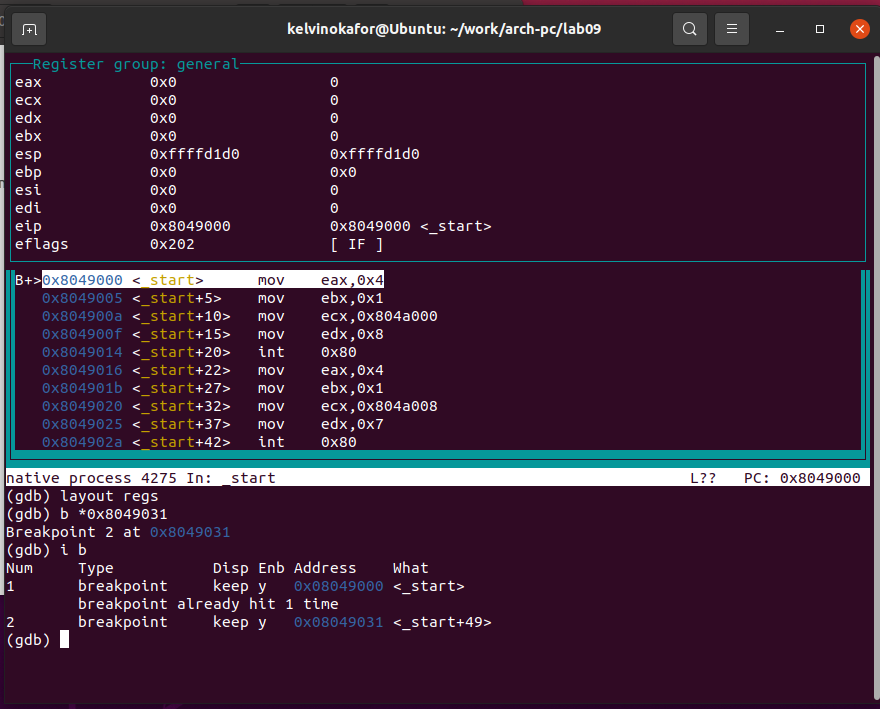 kelvinokafor@Ubuntu: ~/work/arch-pc/lab09
Register group: general
eax 0x0 0
ecx 0x0 0
edx 0x0 0
ebx 0x0 0
esp 0xffffd1d0 0xffffd1d0
ebp 0x0 0x0
esi 0x0 0
edi 0x0 0
eip 0x8049000 0x8049000 <_start>
eflags 0x202 [ IF ]
B+>0x8049000 <_start> mov eax,0x4
0x8049005 <_start+5> mov ebx,0x1
0x804900a <_start+10> mov ecx,0x804a000
0x804900f <_start+15> mov edx,0x8
0x8049014 <_start+20> int 0x80
0x8049016 <_start+22> mov eax,0x4
0x804901b <_start+27> mov ebx,0x1
0x8049020 <_start+32> mov ecx,0x804a008
0x8049025 <_start+37> mov edx,0x7
0x804902a <_start+42> int 0x80
native process 4275 In: _start L?? PC: 0x8049000
(gdb) layout regs
(gdb) b *0x8049031
Breakpoint 2 at 0x8049031
(gdb) i b
Num Type Disp Enb Address What
1 breakpoint keep y 0x08049000 <_start>
breakpoint already hit 1 time
2 breakpoint keep y 0x08049031 <_start+49>
(gdb)